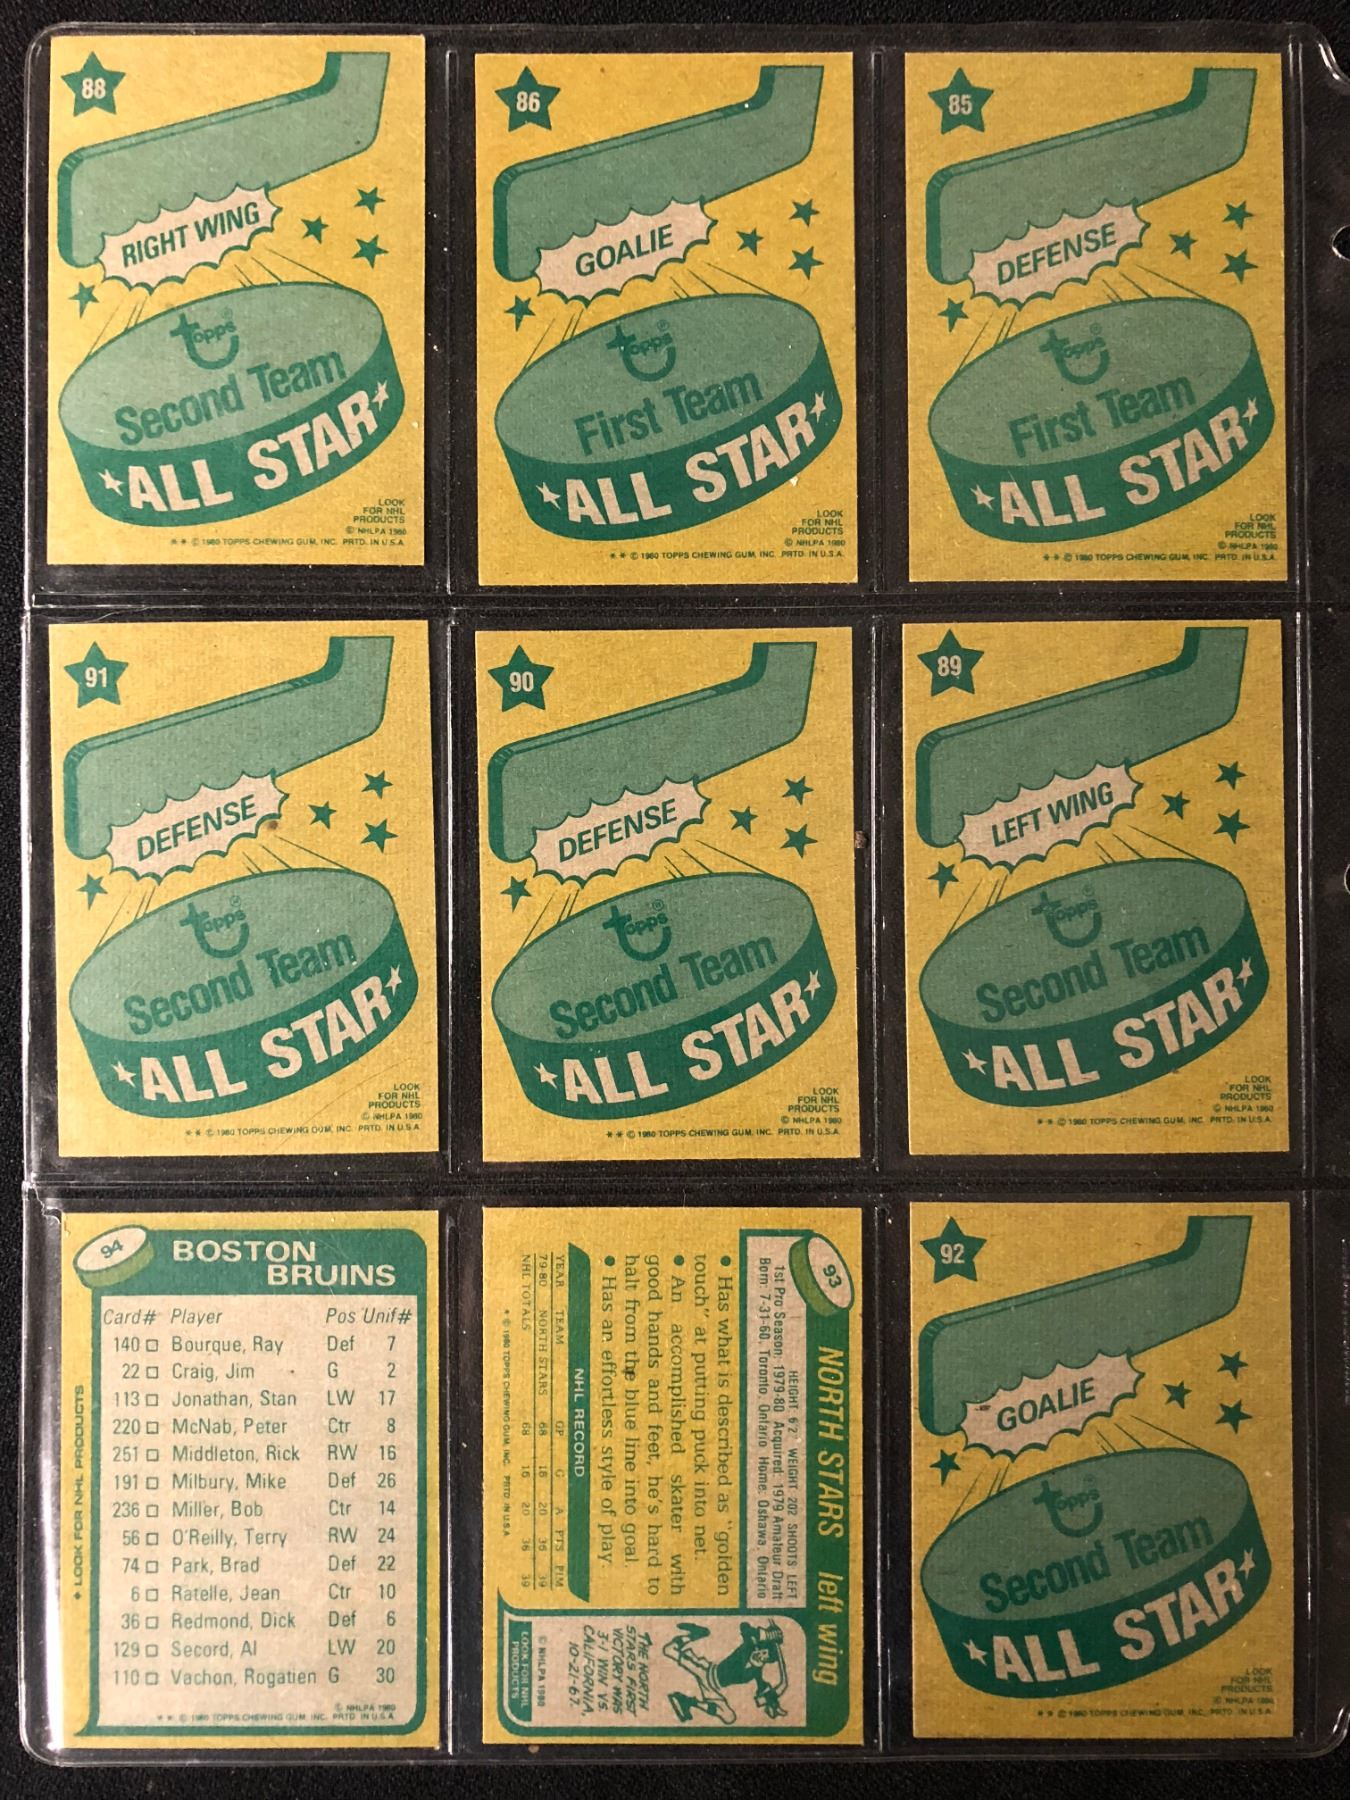 88
RIGHT WING
Topps®
Second Team
ALL STAR
LOOK
FOR NHL
PRODUCTS
© NHLPA 1980
* * © 1980 TOPPS CHEWING GUM, INC. PRTD. IN U.S.A.
86
GOALIE
Topps®
First Team
ALL STAR
LOOK
FOR NHL
PRODUCTS
© NHLPA 1980
* * © 1980 TOPPS CHEWING GUM, INC. PRTD. IN U.S.A.
85
DEFENSE
Topps®
First Team
ALL STAR
LOOK
FOR NHL
PRODUCTS
© NHLPA 1980
* * © 1980 TOPPS CHEWING GUM, INC. PRTD. IN U.S.A.
91
DEFENSE
Topps®
Second Team
ALL STAR
LOOK
FOR NHL
PRODUCTS
© NHLPA 1980
* * © 1980 TOPPS CHEWING GUM, INC. PRTD. IN U.S.A.
90
DEFENSE
Topps®
Second Team
ALL STAR
LOOK
FOR NHL
PRODUCTS
© NHLPA 1980
* * © 1980 TOPPS CHEWING GUM, INC. PRTD. IN U.S.A.
89
LEFT WING
Topps®
Second Team
ALL STAR
LOOK
FOR NHL
PRODUCTS
© NHLPA 1980
* * © 1980 TOPPS CHEWING GUM, INC. PRTD. IN U.S.A.
94
BOSTON
BRUINS
Card# Player Pos Unif#
140 Bourque, Ray Def 7
22 Craig, Jim G 2
113 Jonathan, Stan LW 17
220 McNab, Peter Ctr 8
251 Middleton, Rick RW 16
191 Milbury, Mike Def 26
236 Miller, Bob Ctr 14
56 O'Reilly, Terry RW 24
74 Park, Brad Def 22
6 Ratelle, Jean Ctr 10
36 Redmond, Dick Def 6
129 Secord, Al LW 20
110 Vachon, Rogatien G 30
© NHLPA 1980
* * © 1980 TOPPS CHEWING GUM, INC. PRTD. IN U.S.A.
LOOK FOR NHL PRODUCTS
93
NORTH STARS left wing
HEIGHT 6'2" WEIGHT 202 SHOOTS LEFT
1st Pro Season: 1979-80 Acquired: 1979 Amateur Draft
Born: 7-31-60, Toronto, Ontario Home: Oshawa, Ontario
• Has what is described as "golden
touch" at putting puck into net.
• An accomplished skater with
good hands and feet, he's hard to
halt from the blue line into goal.
• Has an effortless style of play.
NHL RECORD
YEAR TEAM GP G A PTS PIM
79-80 NORTH STARS 68 16 20 36 39
NHL TOTALS 68 16 20 36 39
* © 1980 TOPPS CHEWING GUM, INC. PRTD. IN U.S.A.
THE NORTH
STARS FIRST
VICTORY WAS
3-1 WIN VS.
CALIFORNIA,
10-21-67.
© NHLPA 1980
LOOK FOR NHL
PRODUCTS
92
GOALIE
Topps®
Second Team
ALL STAR
LOOK
FOR NHL
PRODUCTS
© NHLPA 1980
* * © 1980 TOPPS CHEWING GUM, INC. PRTD. IN U.S.A.